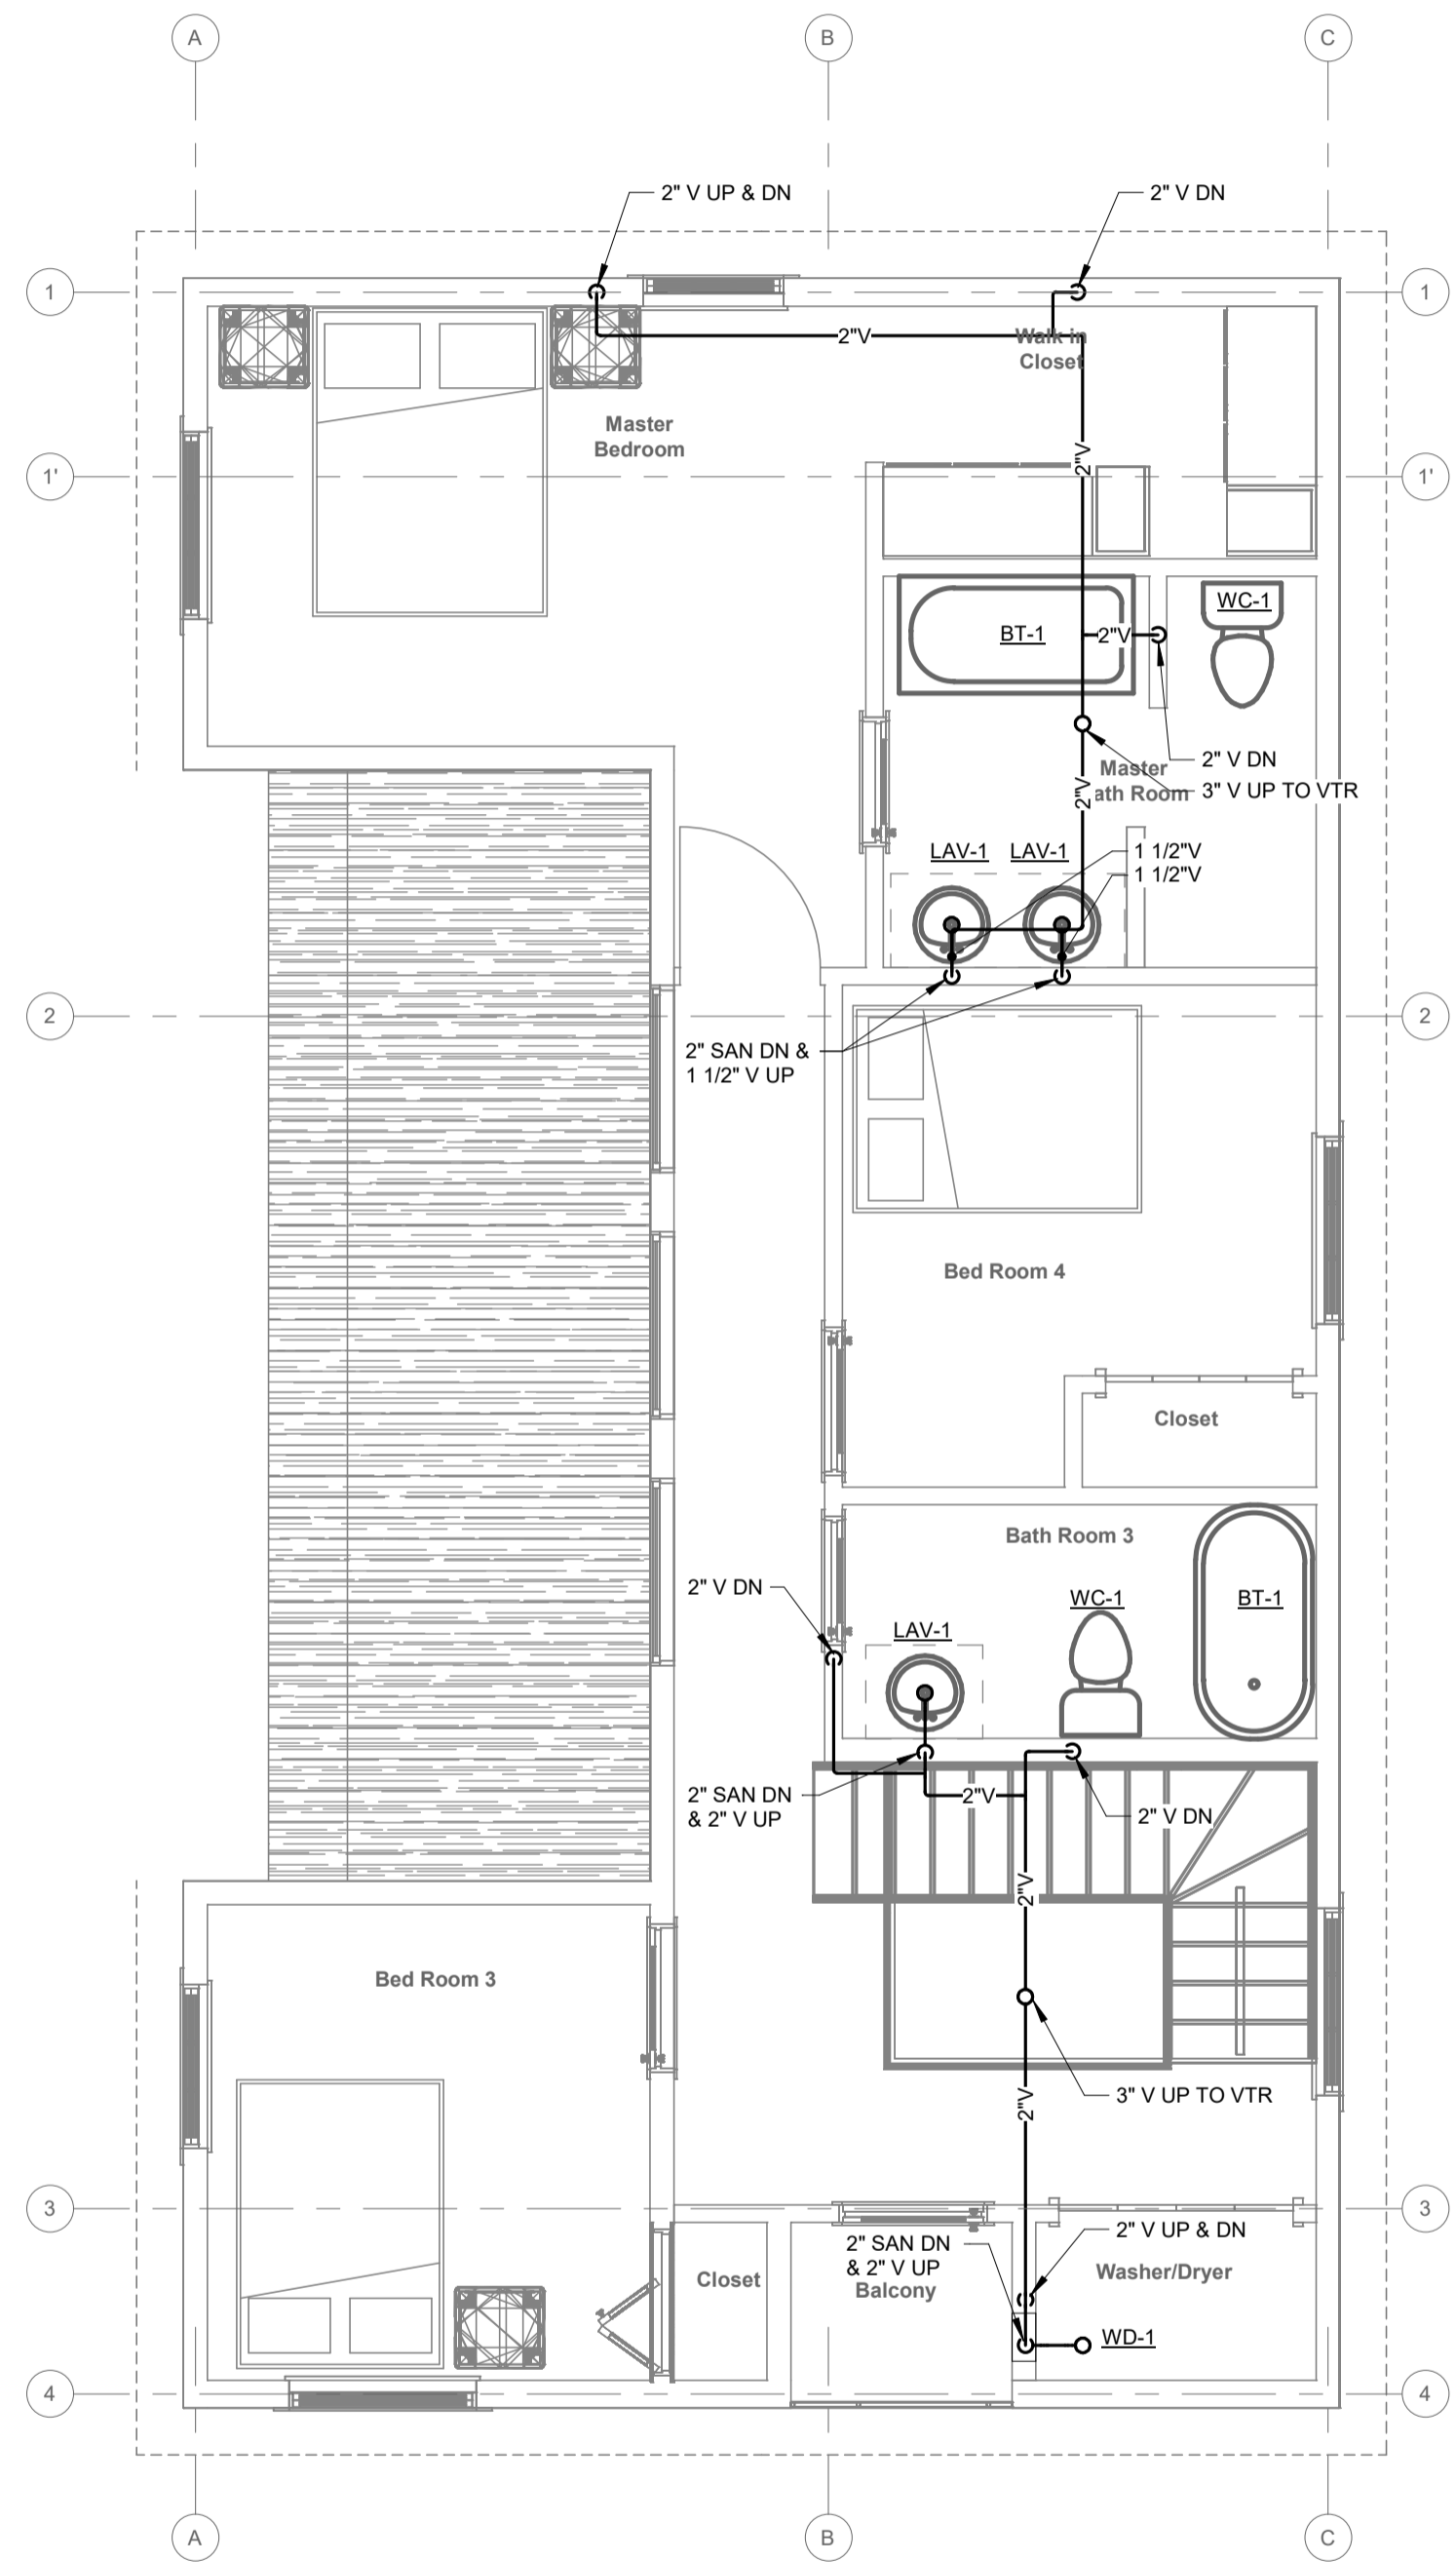 A
B
C
2" V UP & DN
2" V DN
1
1
2"V
Walk in
Closet
Master
Bedroom
2"V
1'
1'
WC-1
BT-1
2"V
2" V DN
Master
ath Room
3" V UP TO VTR
2"V
LAV-1
LAV-1
1 1/2"V
1 1/2"V
2
2
2" SAN DN &
1 1/2" V UP
Bed Room 4
Closet
Bath Room 3
2" V DN
WC-1
BT-1
LAV-1
2" SAN DN
& 2" V UP
2"V
2" V DN
2"V
Bed Room 3
3" V UP TO VTR
2"V
3
3
2" V UP & DN
2" SAN DN
& 2" V UP
Balcony
Washer/Dryer
Closet
WD-1
4
4
A
B
C